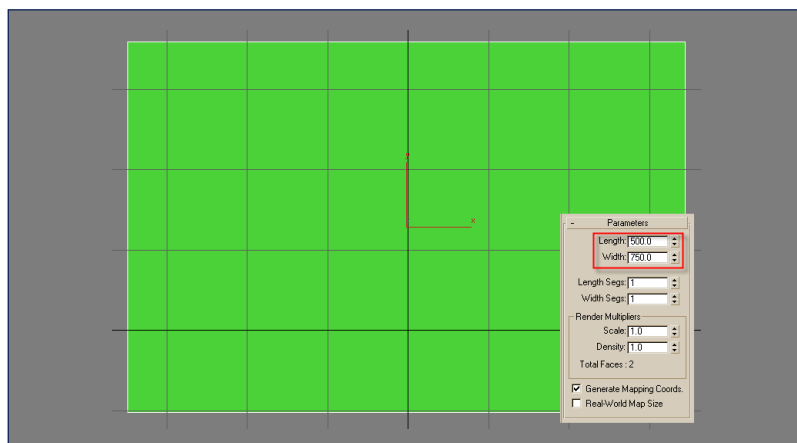 y
x
- Parameters
Length: 500.0
Width: 750.0
Length Segs: 1
Width Segs: 1
Render Multipliers
Scale: 1.0
Density: 1.0
Total Faces : 2
Generate Mapping Coords.
Real-World Map Size